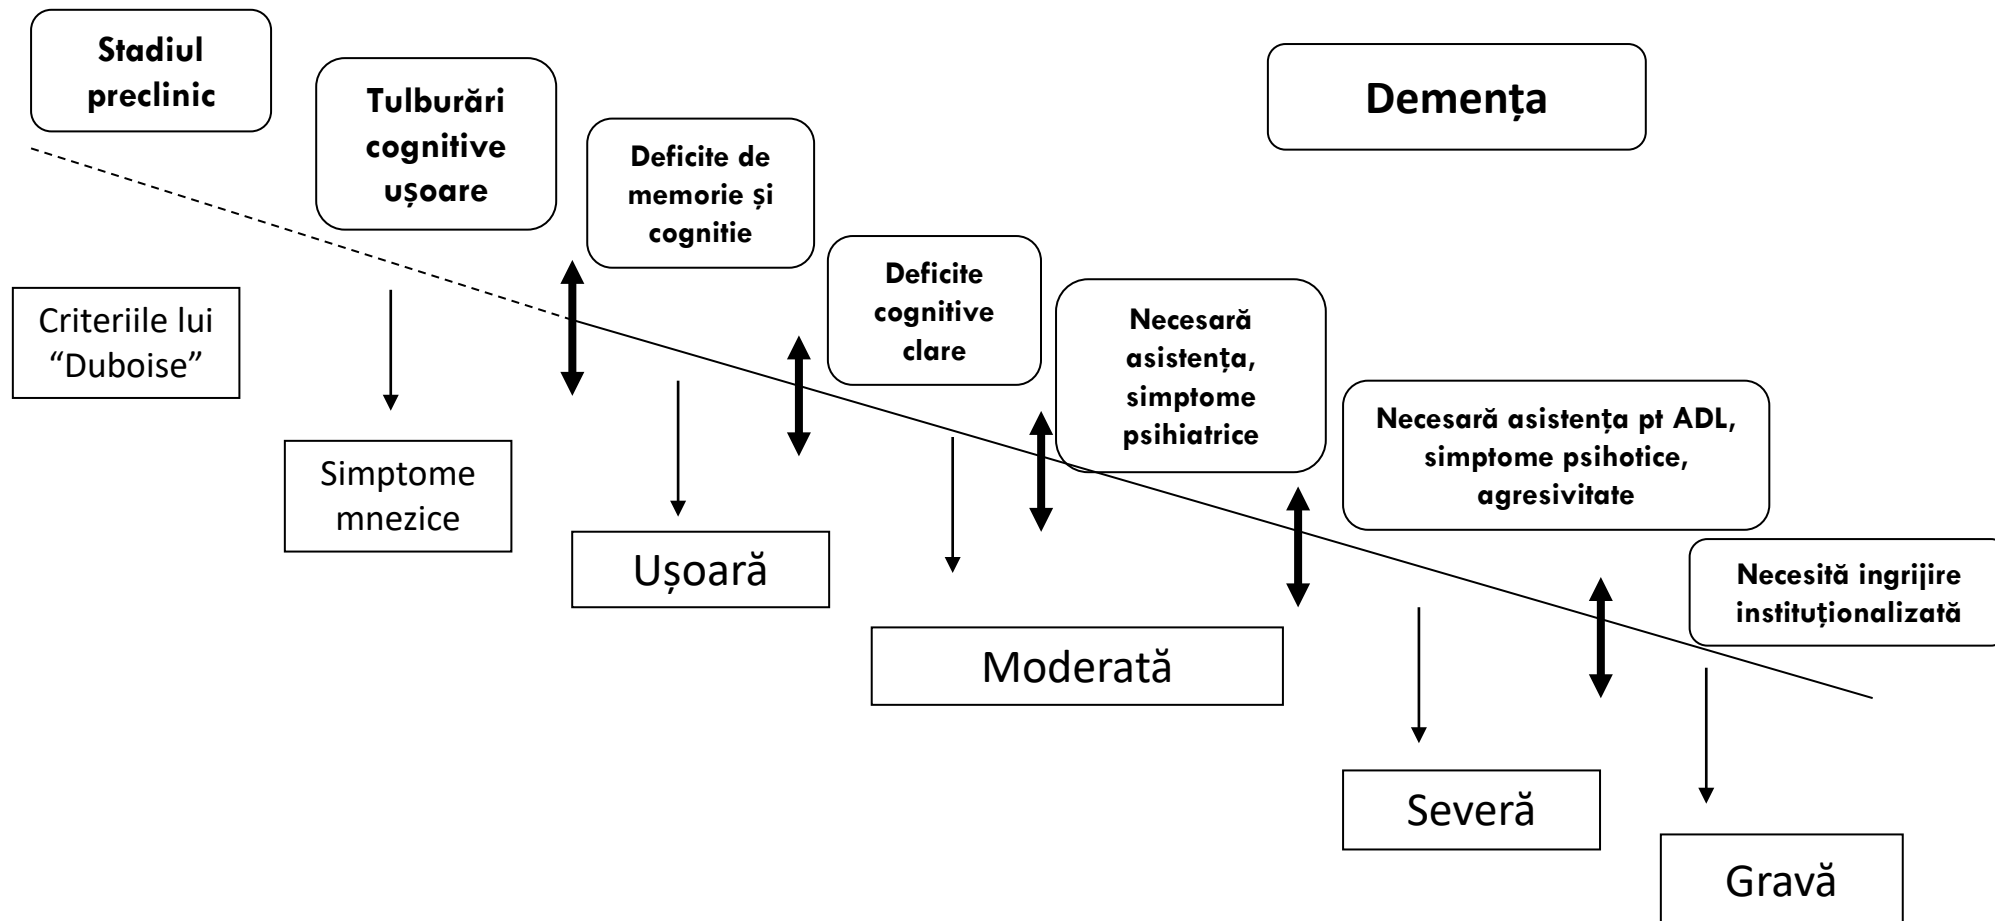 Stadiul
preclinic
Tulburări
cognitive
ușoare
Demența
Deficite de
memorie și
cognitie
Deficite
cognitive
clare
Necesară
asistența,
simptome
psihiatrice
Criteriile lui
“Duboise”
Necesară asistența pt ADL,
simptome psihotice,
agresivitate
Simptome
mnezice
Ușoară
Necesită ingrijire
instituționalizată
Moderată
Severă
Gravă